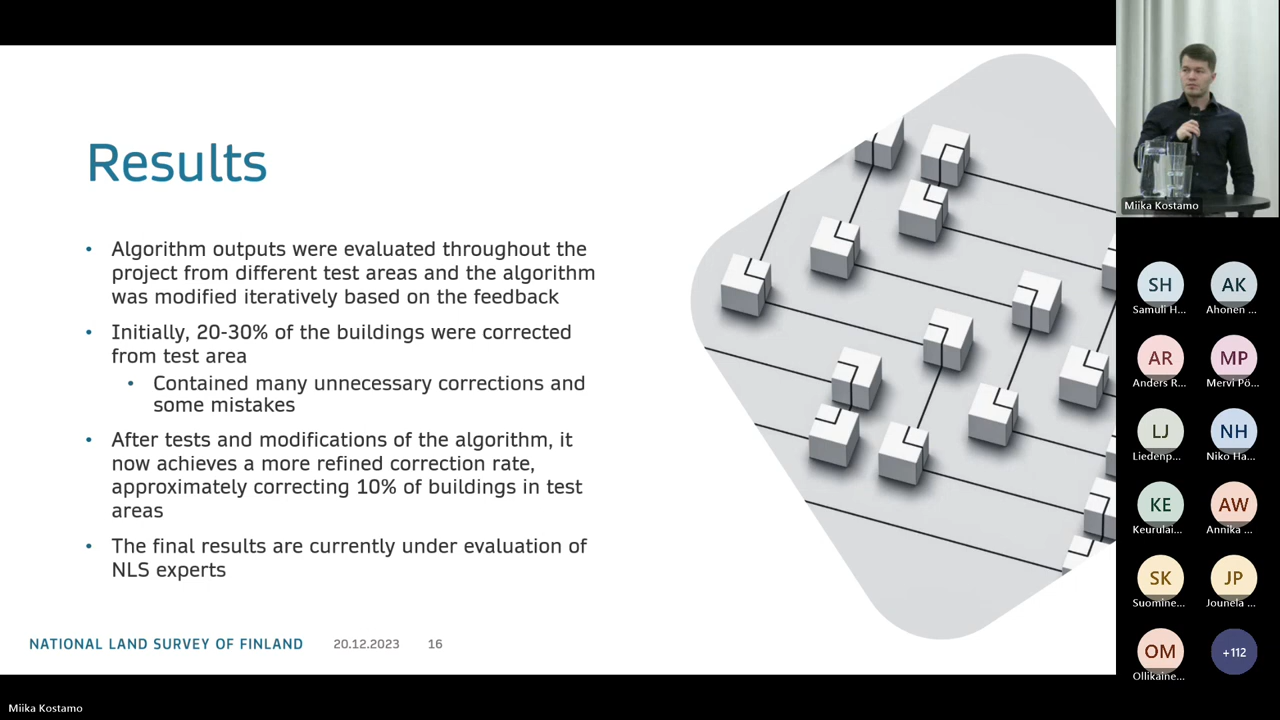 Results
• Algorithm outputs were evaluated throughout the
project from different test areas and the algorithm
was modified iteratively based on the feedback
• Initially, 20-30% of the buildings were corrected
from test area
• Contained many unnecessary corrections and
some mistakes
• After tests and modifications of the algorithm, it
now achieves a more refined correction rate,
approximately correcting 10% of buildings in test
areas
• The final results are currently under evaluation of
NLS experts
NATIONAL LAND SURVEY OF FINLAND 20.12.2023 16
Miika Kostamo
SH AK
Samuli H... Ahonen ...
AR MP
Anders R... Mervi Pö...
LJ NH
Liedenp... Niko Ha...
KE AW
Keurulai... Annika ...
SK JP
Suomine... Jounela ...
OM +112
Ollikaine...
Miika Kostamo